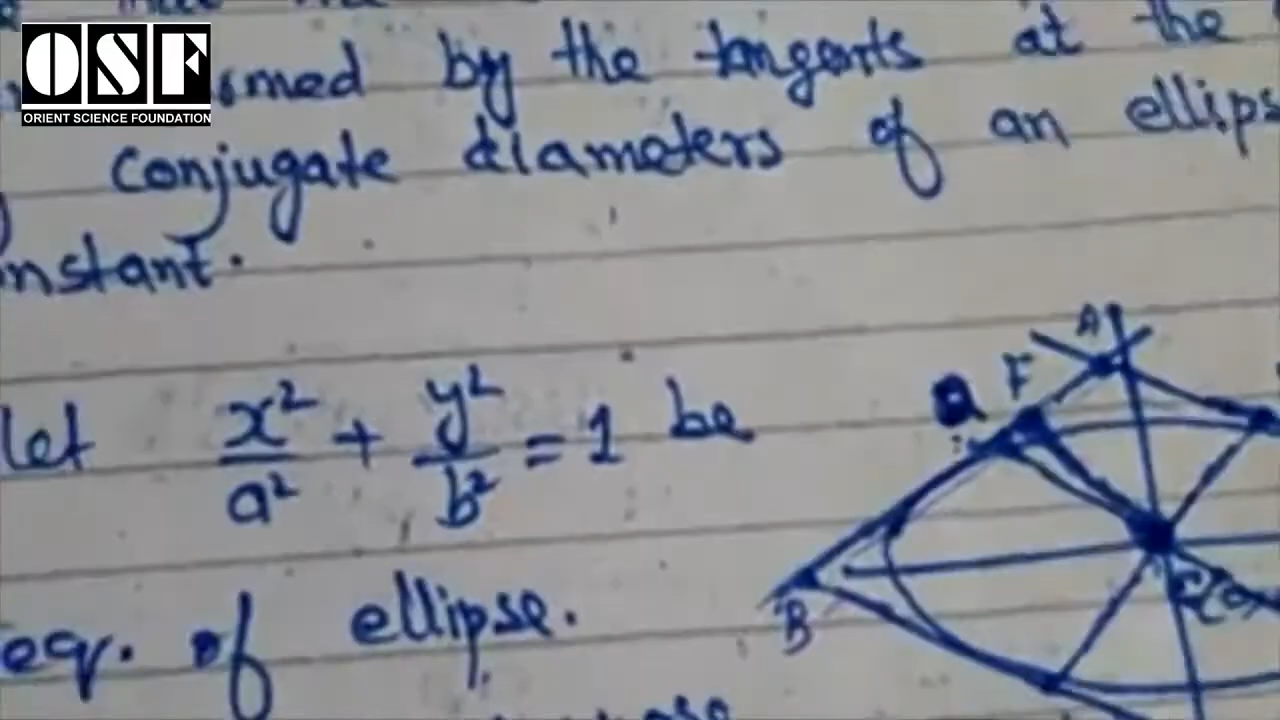 OSF
ORIENT SCIENCE FOUNDATION
med by the tangents at the
conjugate diameters of an ellips
nstant.
let x²/a² + y²/b² = 1 be
eq. of ellipse.
A
F
Q
B